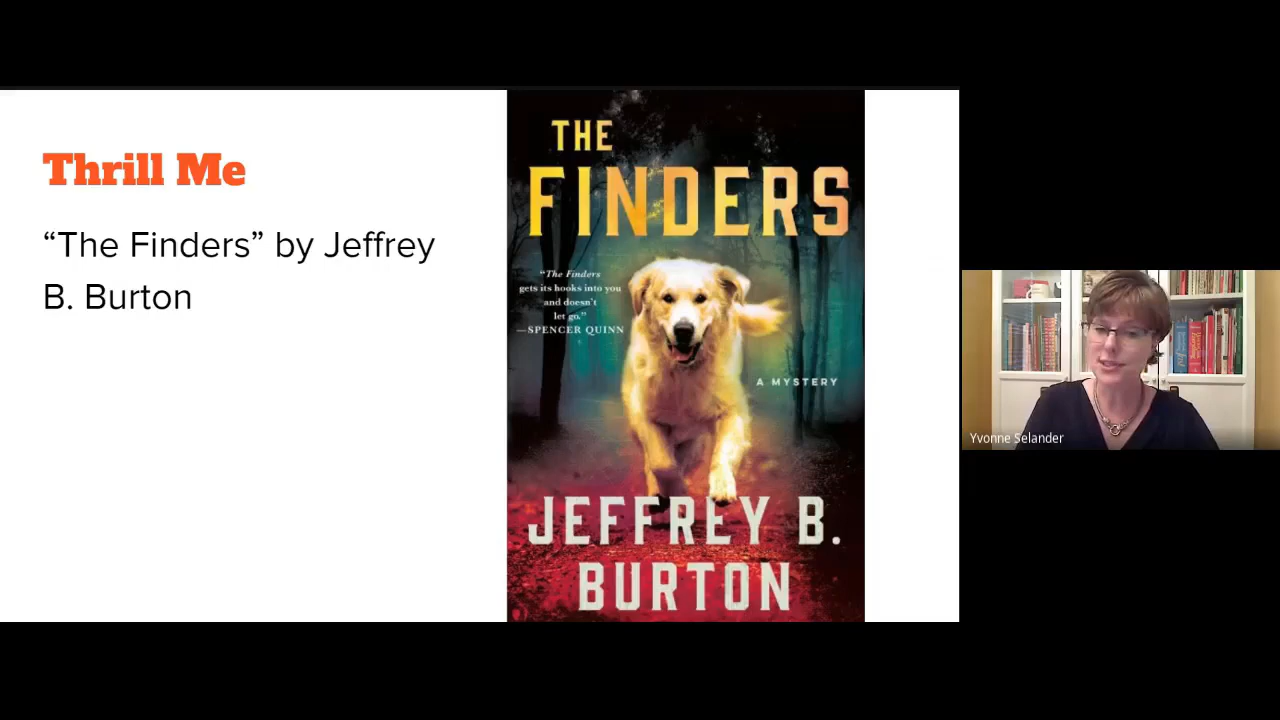 Thrill Me
“The Finders” by Jeffrey
B. Burton
THE
FINDERS
“The Finders
gets its hooks into you
and doesn’t
let go.”
—SPENCER QUINN
A MYSTERY
JEFFREY B.
BURTON
Yvonne Selander